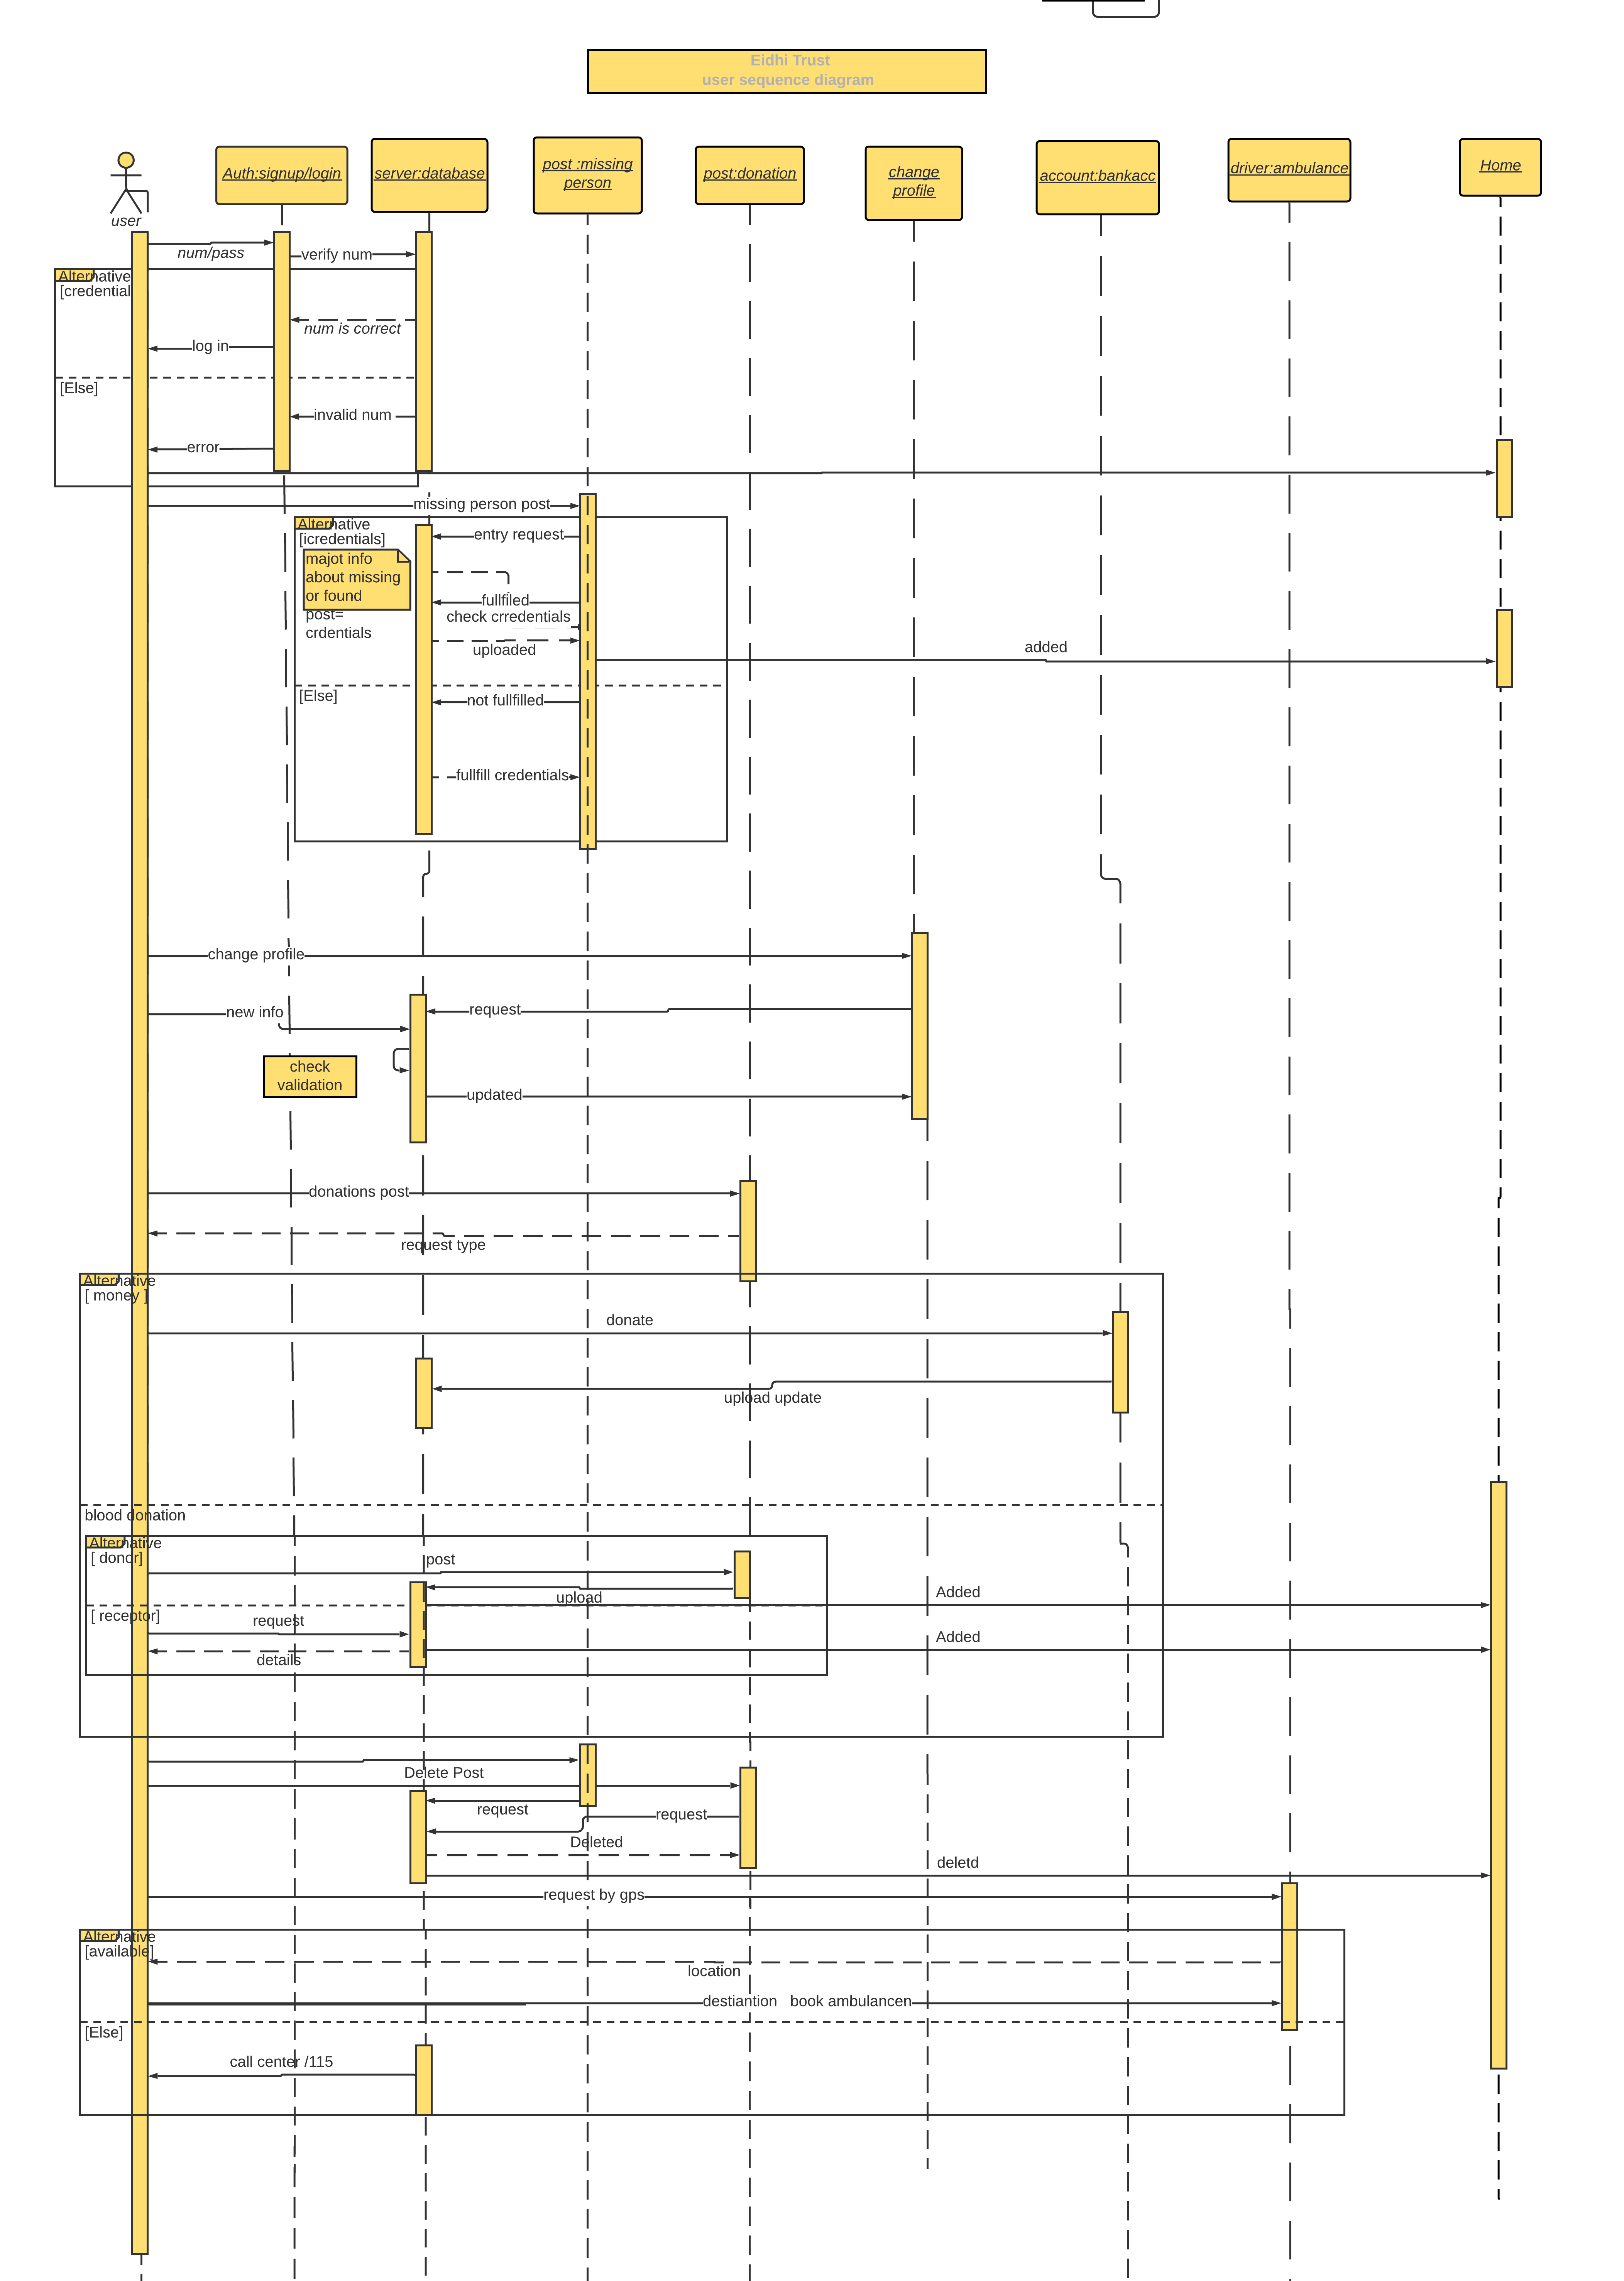 Eidhi Trust
user sequence diagram
user
Auth:signup/login
server:database
post :missing
person
post:donation
change
profile
account:bankacc
driver:ambulance
Home
num/pass
verify num
Alternative
[credential
num is correct
log in
[Else]
invalid num
error
missing person post
Alternative
[icredentials]
entry request
majot info
about missing
or found
post=
crdentials
fullfiled
check crredentials
uploaded
added
[Else]
not fullfilled
fullfill credentials
change profile
new info
request
check
validation
updated
donations post
request type
Alternative
[ money ]
donate
upload update
blood donation
Alternative
[ donor]
post
upload
Added
[ receptor]
request
Added
details
Delete Post
request
request
Deleted
deletd
request by gps
Alternative
[available]
location
destiantion book ambulancen
[Else]
call center /115